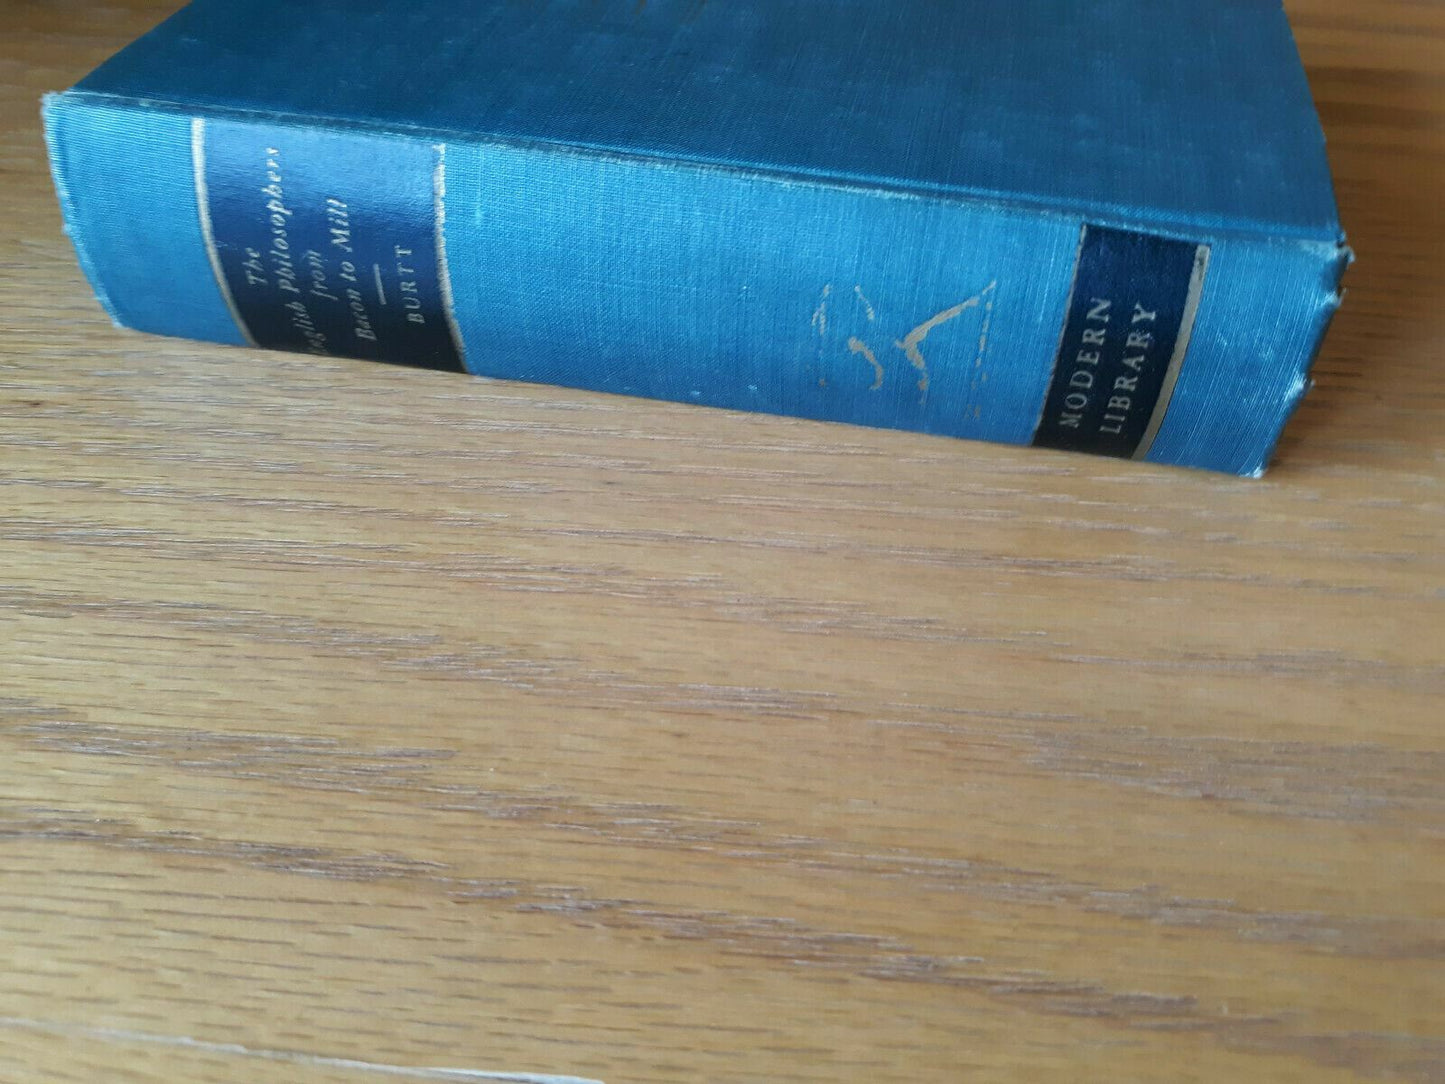 The
English Philosophers
from
Bacon to Mill
BURTT
MODERN
LIBRARY